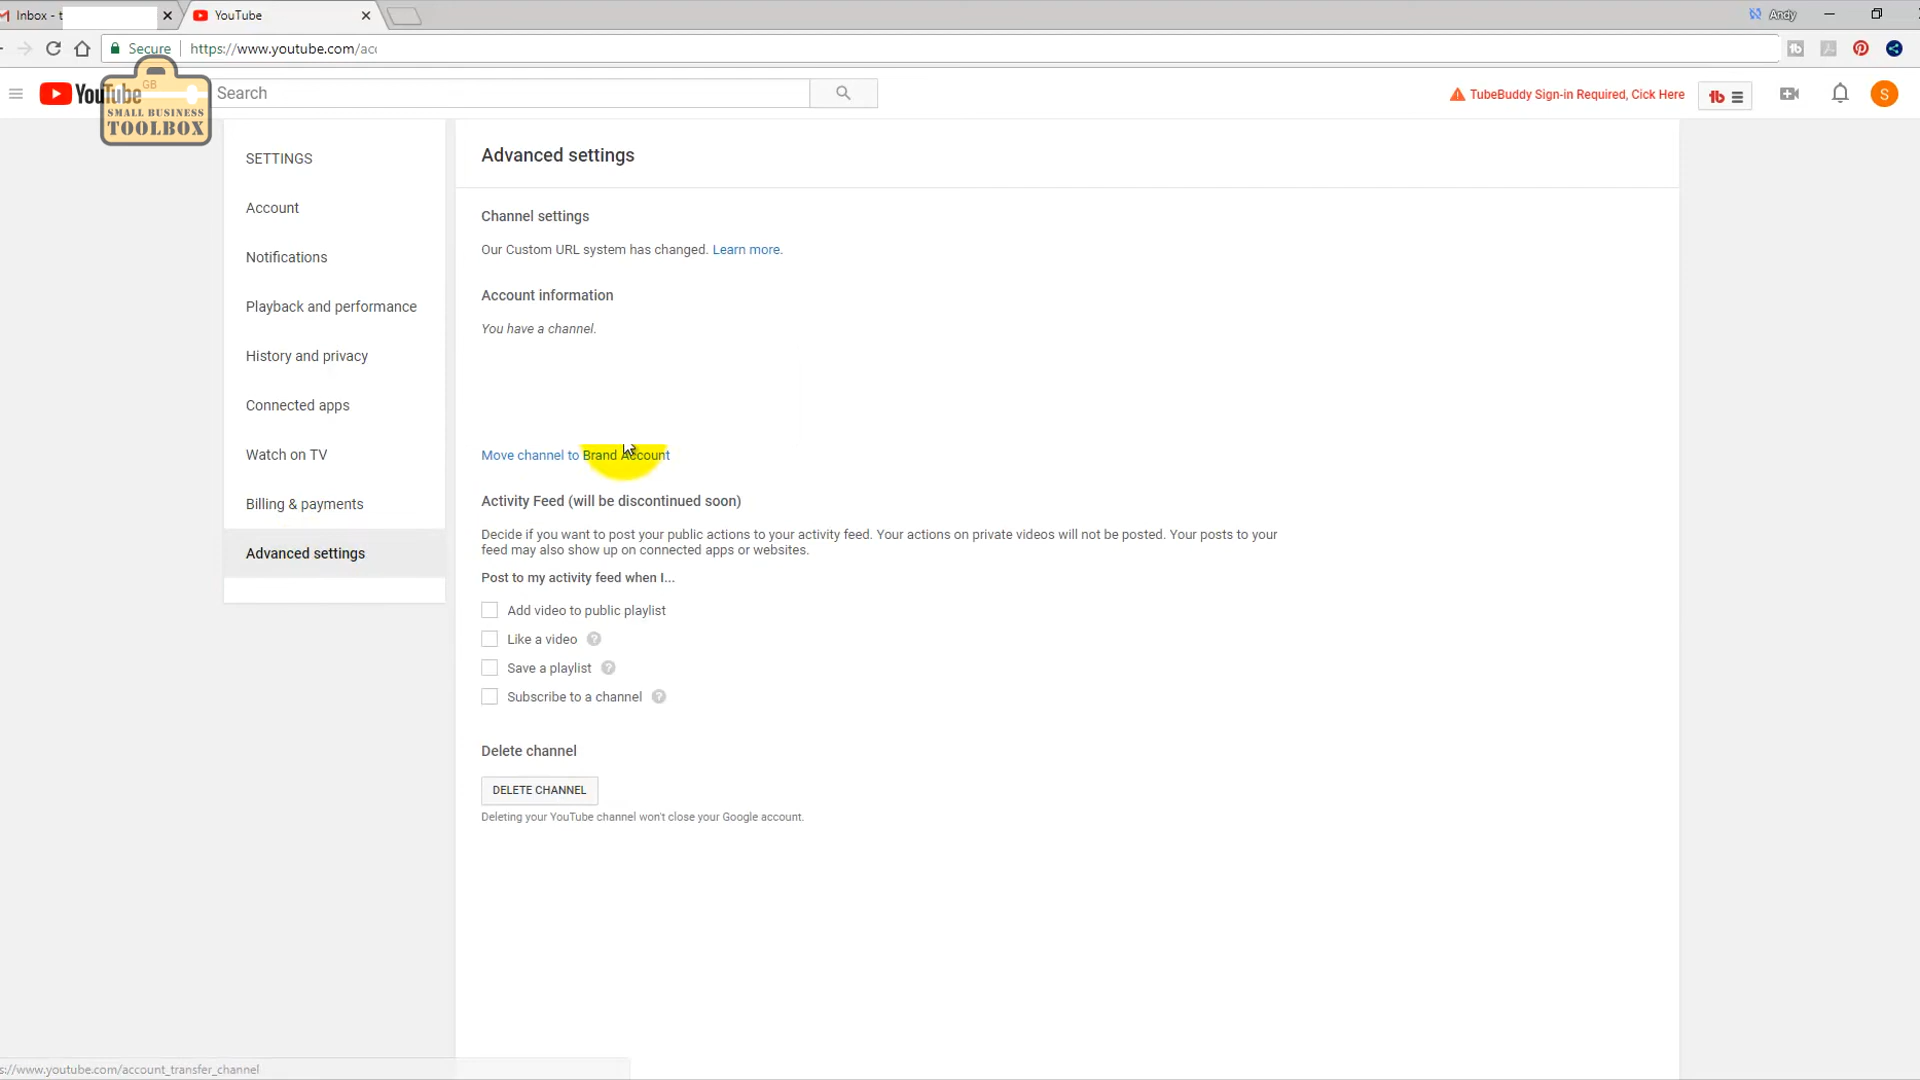 Inbox - t
YouTube
Andy
Secure
https://www.youtube.com/acc
YouTube
GB
SMALL BUSINESS
TOOLBOX
Search
TubeBuddy Sign-in Required, Click Here
tb
S
SETTINGS
Account
Notifications
Playback and performance
History and privacy
Connected apps
Watch on TV
Billing & payments
Advanced settings
Advanced settings
Channel settings
Our Custom URL system has changed. Learn more.
Account information
You have a channel.
Move channel to Brand Account
Activity Feed (will be discontinued soon)
Decide if you want to post your public actions to your activity feed. Your actions on private videos will not be posted. Your posts to your
feed may also show up on connected apps or websites.
Post to my activity feed when I...
Add video to public playlist
Like a video ?
Save a playlist ?
Subscribe to a channel ?
Delete channel
DELETE CHANNEL
Deleting your YouTube channel won't close your Google account.
s://www.youtube.com/account_transfer_channel